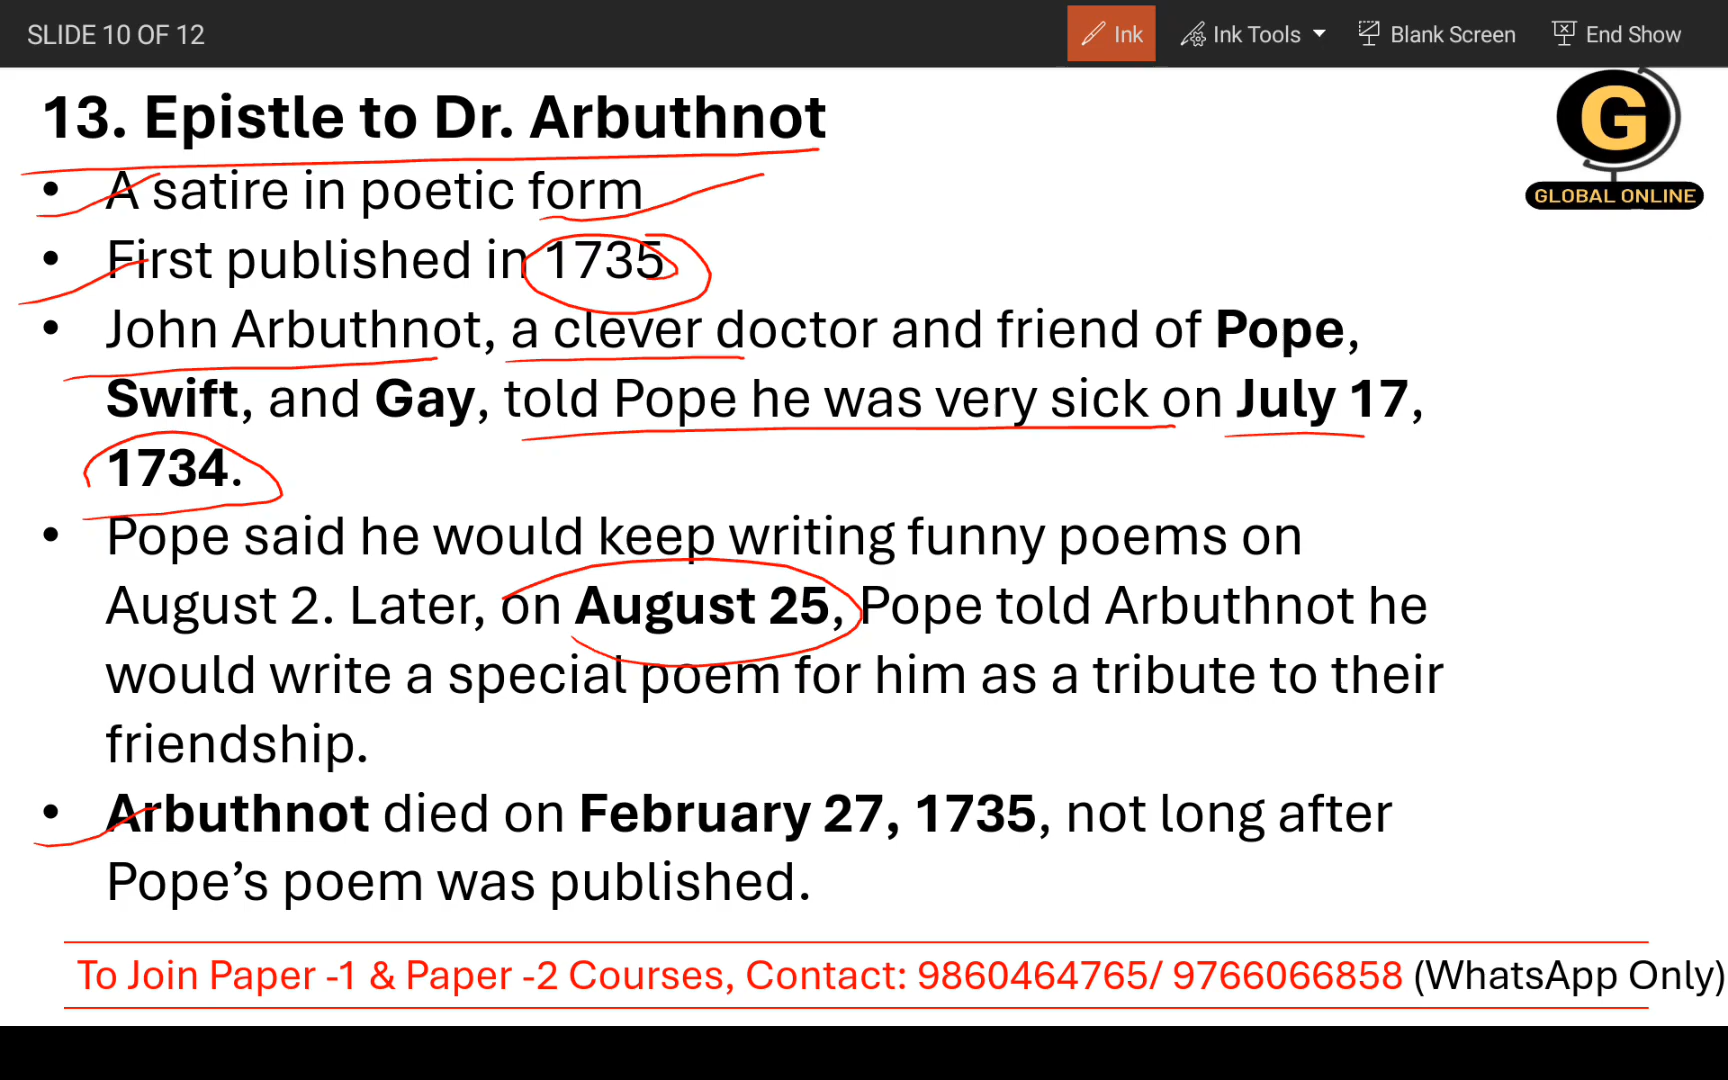 SLIDE 10 OF 12 Ink Ink Tools Blank Screen End Show
13. Epistle to Dr. Arbuthnot
G
GLOBAL ONLINE
• A satire in poetic form
• First published in 1735
• John Arbuthnot, a clever doctor and friend of Pope,
Swift, and Gay, told Pope he was very sick on July 17,
1734.
• Pope said he would keep writing funny poems on
August 2. Later, on August 25, Pope told Arbuthnot he
would write a special poem for him as a tribute to their
friendship.
• Arbuthnot died on February 27, 1735, not long after
Pope’s poem was published.
To Join Paper -1 & Paper -2 Courses, Contact: 9860464765/ 9766066858 (WhatsApp Only)